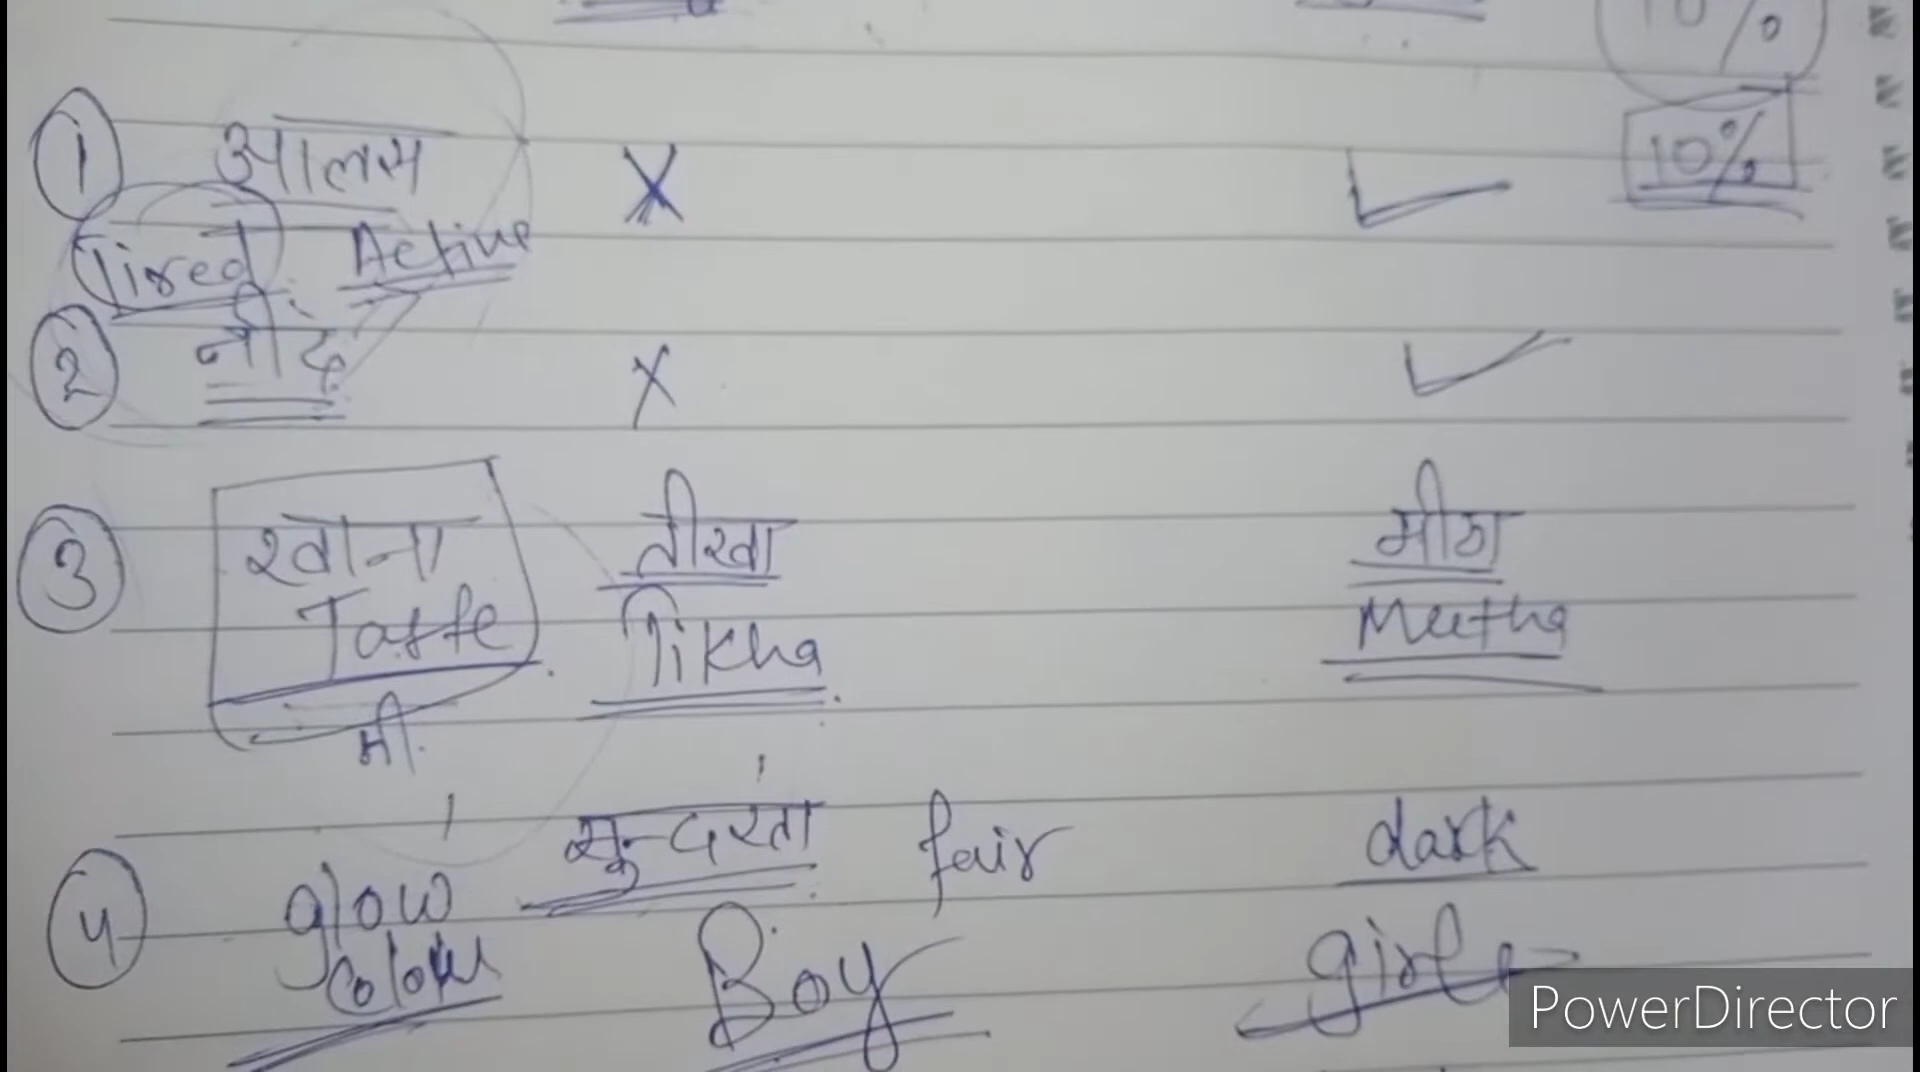 10%
① आलस X ✓ 10%
Tired Active
② नींद X ✓
③ खाना तीखा मीठा
Taste Tikha Meetha
मी
④ glow सुन्दरता fair dark
colour Boy girl
PowerDirector